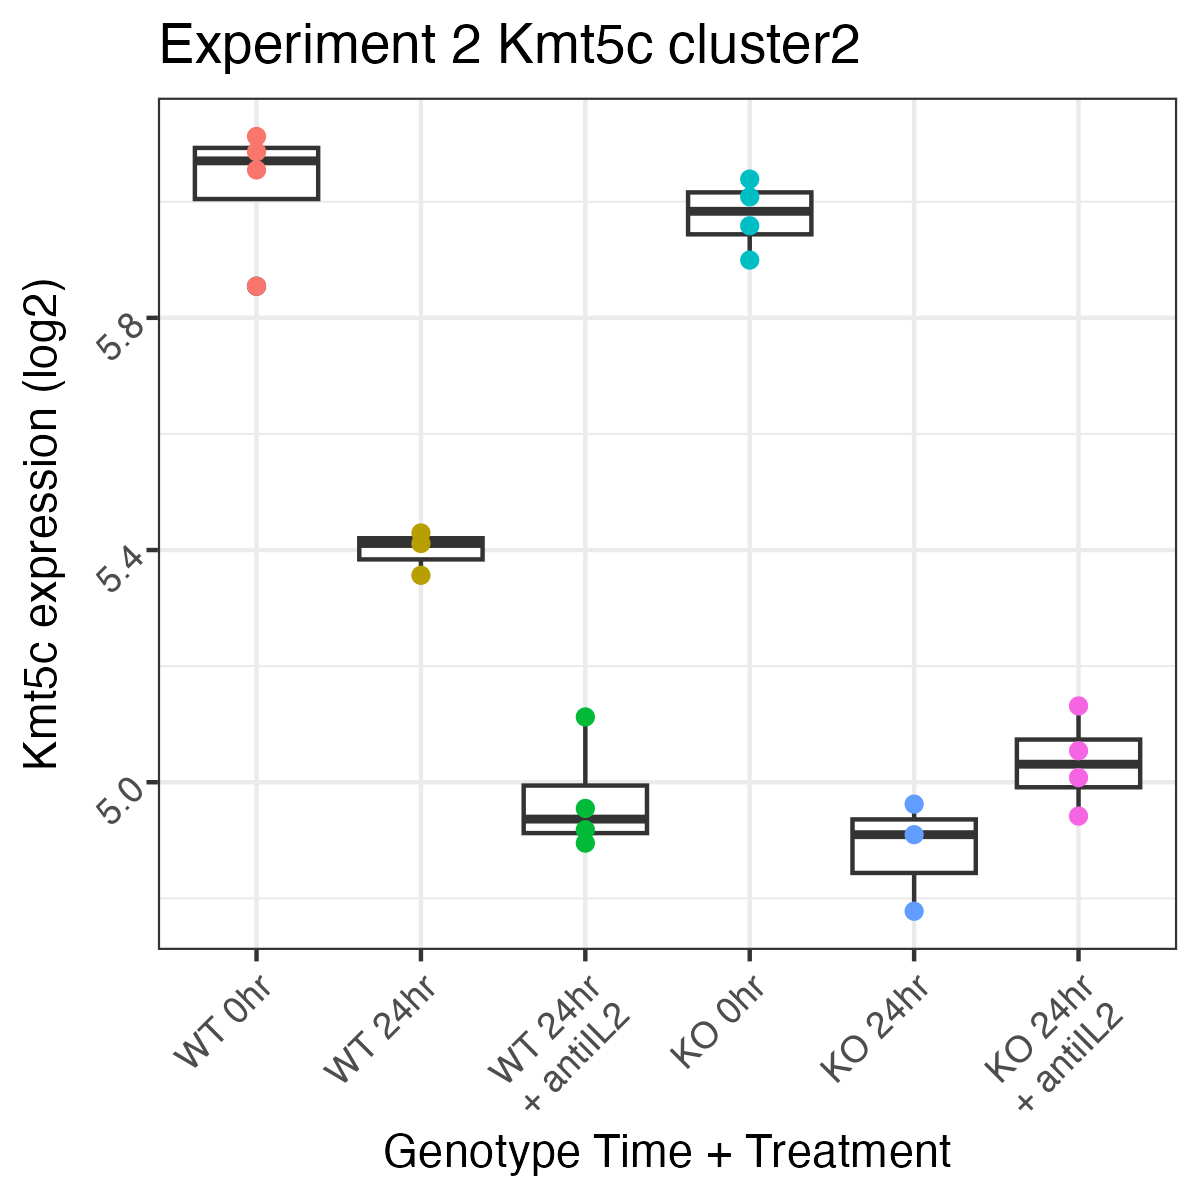 Experiment 2 Kmt5c cluster2
Kmt5c expression (log2)
5.8
5.4
5.0
WT 0hr
WT 24hr
WT 24hr
+ antiIL2
KO 0hr
KO 24hr
KO 24hr
+ antiIL2
Genotype Time + Treatment